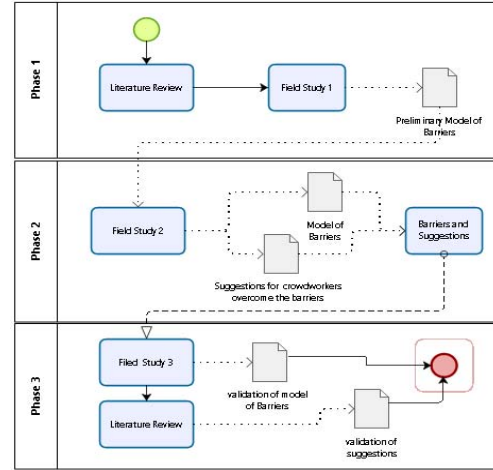 Phase 1
Literature Review
Field Study 1
Preliminary Model of
Barriers
Phase 2
Field Study 2
Model of
Barriers
Suggestions for crowdworkers
overcome the barriers
Barriers and
Suggestions
Phase 3
Filed Study 3
validation of model
of Barriers
Literature Review
validation of
suggestions